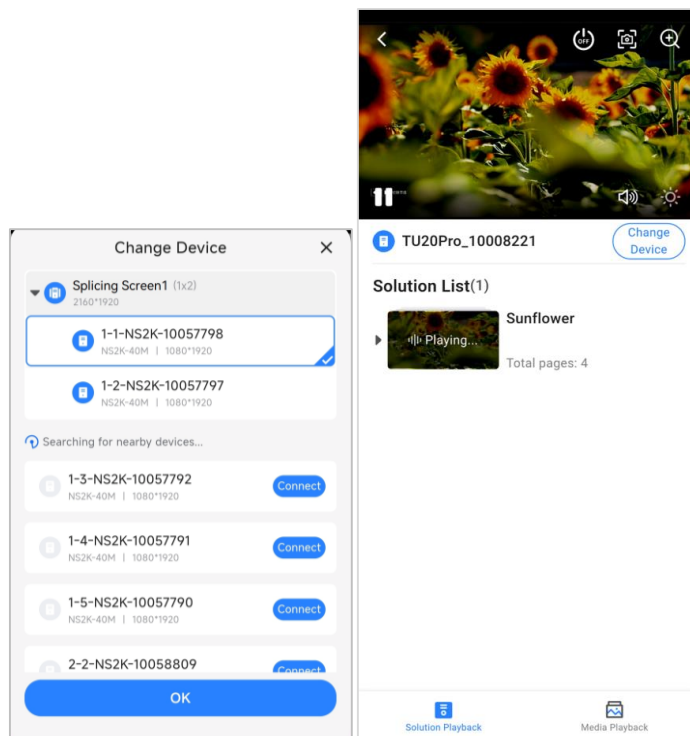 Change Device
Splicing Screen1 (1x2)
2160*1920
1-1-NS2K-10057798
NS2K-40M | 1080*1920
1-2-NS2K-10057797
NS2K-40M | 1080*1920
Searching for nearby devices...
1-3-NS2K-10057792
NS2K-40M | 1080*1920
Connect
1-4-NS2K-10057791
NS2K-40M | 1080*1920
Connect
1-5-NS2K-10057790
NS2K-40M | 1080*1920
Connect
2-2-NS2K-10058809
Connect
OK
OFF
TU20Pro_10008221
Change
Device
Solution List(1)
Playing...
Sunflower
Total pages: 4
Solution Playback
Media Playback